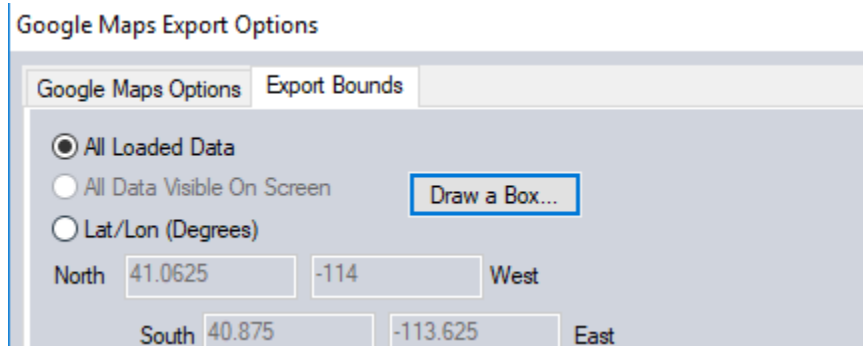 Google Maps Export Options
Google Maps Options Export Bounds
All Loaded Data
All Data Visible On Screen
Draw a Box...
Lat/Lon (Degrees)
North 41.0625 -114 West
South 40.875 -113.625 East